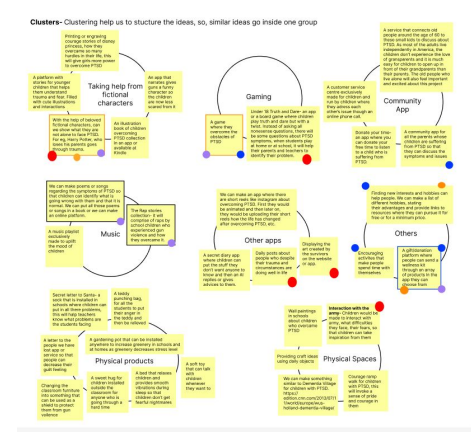 Clusters- Clustering help us to stucture the ideas, so, similar ideas go inside one group
Printing or engraving
courage stories of disney
princess, how they
overcome so many
hurdles in their life, this
will give girls more power
to overcome PTSD
A platform with
stories for younger
children that helps
them understand
trauma and fear. Filled
with cute illustrations
and interactions
Taking help from
fictional
characters
An app that
narrates gives
guns a funny
character so
kids who
are now less
scared from it
With the help of beloved
fictional characters, can
we show what they are
not alone to face PTSD.
For eg. Harry Potter, who
loses his parents goes
through trauma.
An illustration
book of children
overcoming
PTSD collection
in an app or
available at
Kindle
Gaming
A game
where they
overcomes the
obstacles of
PTSD
Under 18 Truth and Dare- an app
or a board game where children
play truth and dare but with a
twist. Instead of asking all
nonsense questions, there will
be some questions about PTSD
symptoms, when students play
at home or at school, it will help
their parents and teachers to
identify their problem.
A service that connects old
people around the age of 60 to
these small kids to discuss about
PTSD. As most of the adults live
independently in America, the
children don't experience the love
of grandparents and it is much
easy for children to open up in
front of their grandparents than
their parents. The old people who
live alone will also feel important
and excited about this project
A customer service
centre exclusively
made for children and
run by children where
they advise each
others issue through an
online phone call.
Community
App
Donate your time-
an app where you
can donate your
free time to listen
to a child who is
suffering from
PTSD.
A community app for
all the parents whose
children are suffering
from PTSD so that
they can discuss the
symptoms and issues
We can make poems or songs
regarding the symptoms of PTSD so
that children can identify what is
going wrong with them and that it is
normal. We can put all those poems
or songs in a book or we can make
an online platform.
Music
A music playlist
exclusively
made to uplift
the mood of
children
The Rap stories
collection- it will
comprise of raps by
school children who
experienced gun
violence and how
they overcome it.
We can make an app where there
are short reels like instagram about
overcoming PTSD. First they would
be animated and then later on,
they would be uploading their short
reels how the life has changed
after overcoming PTSD, etc.
Other apps
A secret diary app
where children can
put the stuff they
don't want anyone to
know and than an AI
replies or gives
advises to them
Daily posts about
people who despite
their trauma and
circumstances are
doing well in life
Displaying the
art created by
the survivors
on the website
or app.
Finding new interests and hobbies can
help people. We can make a list of
different hobbies, stating
their advantages and provide links to
resources where they can pursue it for
free or for a minimum price.
Others
Encouraging
activities that
make people
spend time with
themselves.
A gift/donation
platform where
people can send a
wellness kit
through an array
of products in the
app they can
choose from
Secret letter to Santa- a
sock that is installed in
schools where children can
put in all there problems,
this will help teachers
know what problems are
the students facing
A teddy
punching bag,
for all the
students to put
their anger in
the teddy and
then be relieved
A letter to the
people we have
lost app or
service so that
people can
decrease their
guilt feeling
A gardening pot that can be installed
anywhere to increase greenery in schools and
at homes as greenery decreases stress level
Physical products
Changing the
classroom furniture
into something that
can be used as a
shield to protect
them from gun
violence
A sweet hug for
children installed
outside the
classroom for
anyone who is
going through a
hard time
A bed that relaxes
children and
provides smooth
vibrations during
sleep so that
children don't get
fearful nightmares
A soft toy
that can talk
with
children
whenever
they want to
Wall paintings
in schools
about children
who overcame
PTSD
Interaction with the
army- Children would be
made to interact with
army, what difficulties
they face, their fears, so
that children can take
inspiration from them
Providing craft ideas
using daily objects
Physical Spaces
We can make something
similar to Dementia Village
for children with PTSD.
Courage ramp
walk for children
with PTSD, this
will invoke a
sense of pride
and courage in
them